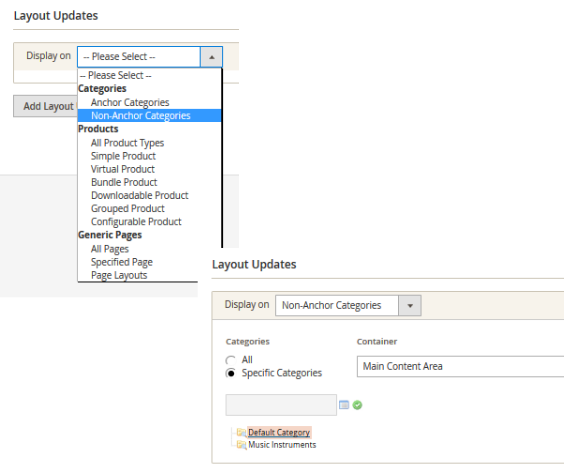 Layout Updates
Display on
-- Please Select --
-- Please Select --
Categories
Anchor Categories
Non-Anchor Categories
Products
All Product Types
Simple Product
Virtual Product
Bundle Product
Downloadable Product
Grouped Product
Configurable Product
Generic Pages
All Pages
Specified Page
Page Layouts
Add Layout
Layout Updates
Display on
Non-Anchor Categories
Categories
Container
All
Specific Categories
Main Content Area
Default Category
Music Instruments